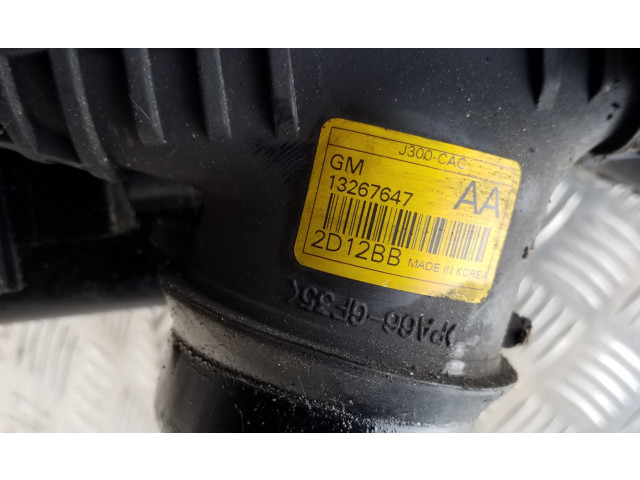 J300-CAC
GM
13267647
AA
2D12BB MADE IN KOREA
>PA66-GF35<